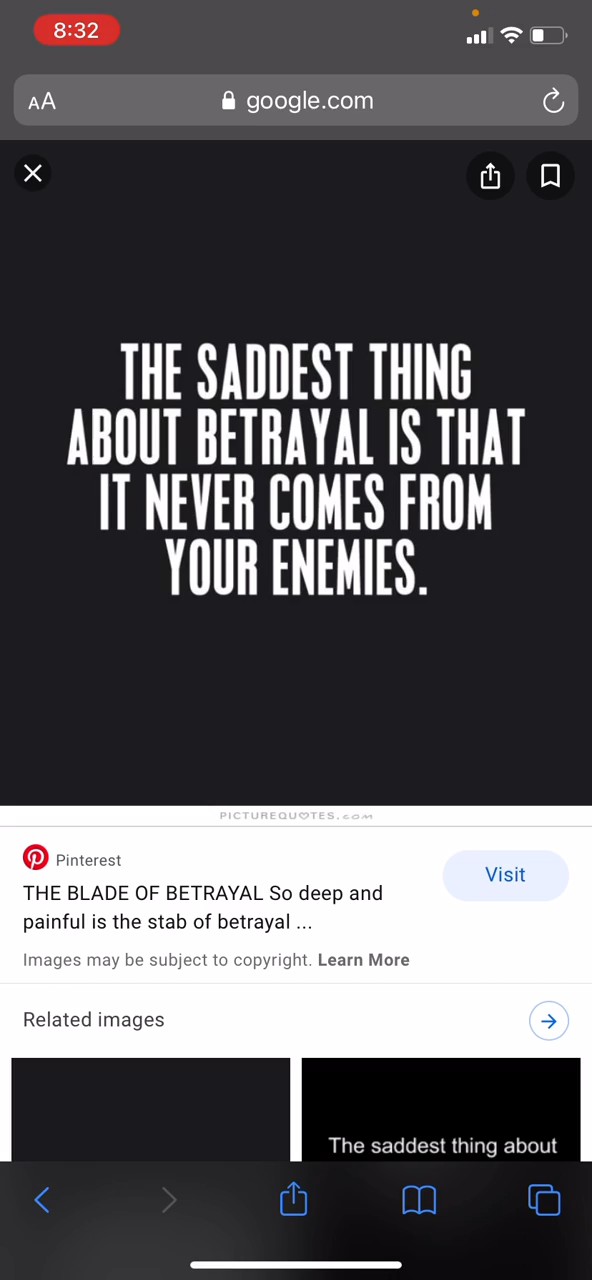 8:32
AA
google.com
THE SADDEST THING
ABOUT BETRAYAL IS THAT
IT NEVER COMES FROM
YOUR ENEMIES.
PICTUREQUOTES.com
Pinterest
Visit
THE BLADE OF BETRAYAL So deep and
painful is the stab of betrayal ...
Images may be subject to copyright. Learn More
Related images
The saddest thing about